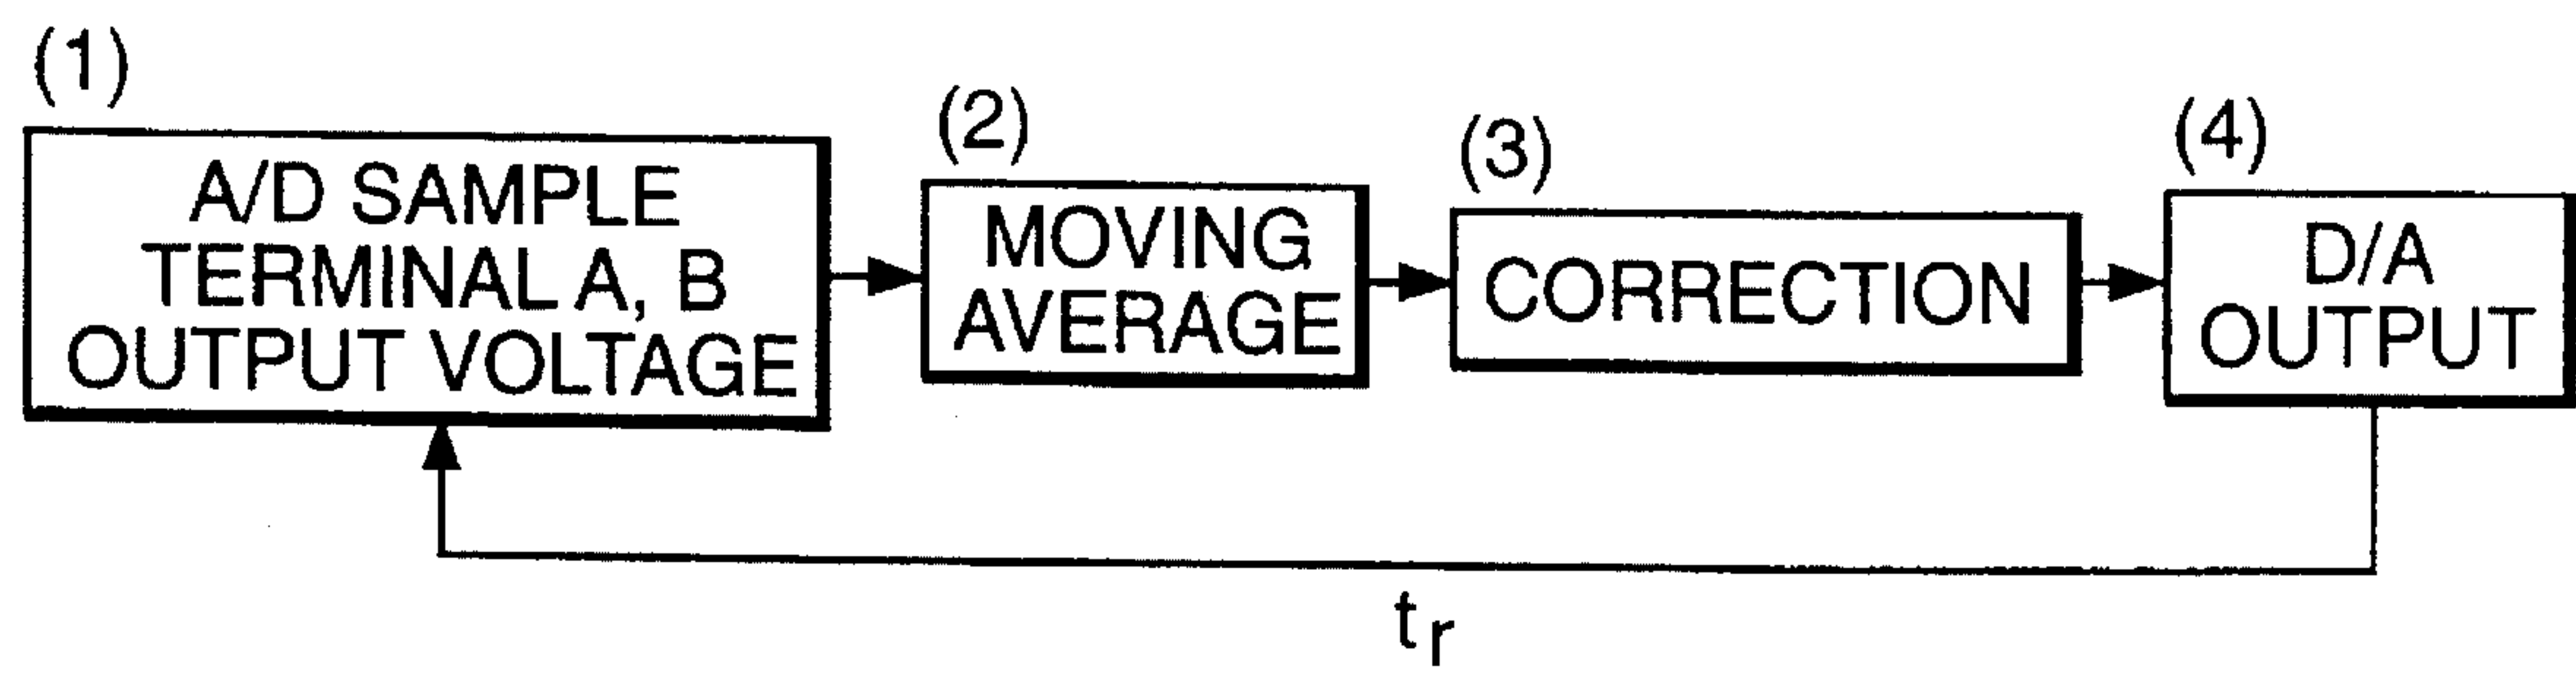 (1)
A/D SAMPLE
TERMINAL A, B
OUTPUT VOLTAGE
(2)
MOVING
AVERAGE
(3)
CORRECTION
(4)
D/A
OUTPUT
tr